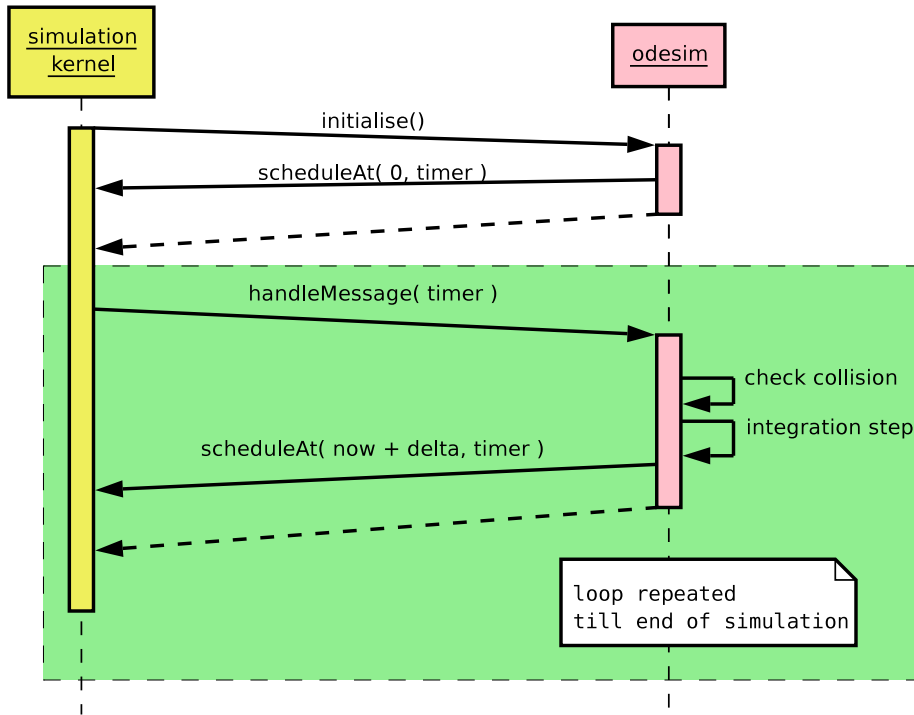 simulation
kernel
odesim
initialise()
scheduleAt( 0, timer )
handleMessage( timer )
check collision
integration step
scheduleAt( now + delta, timer )
loop repeated
till end of simulation